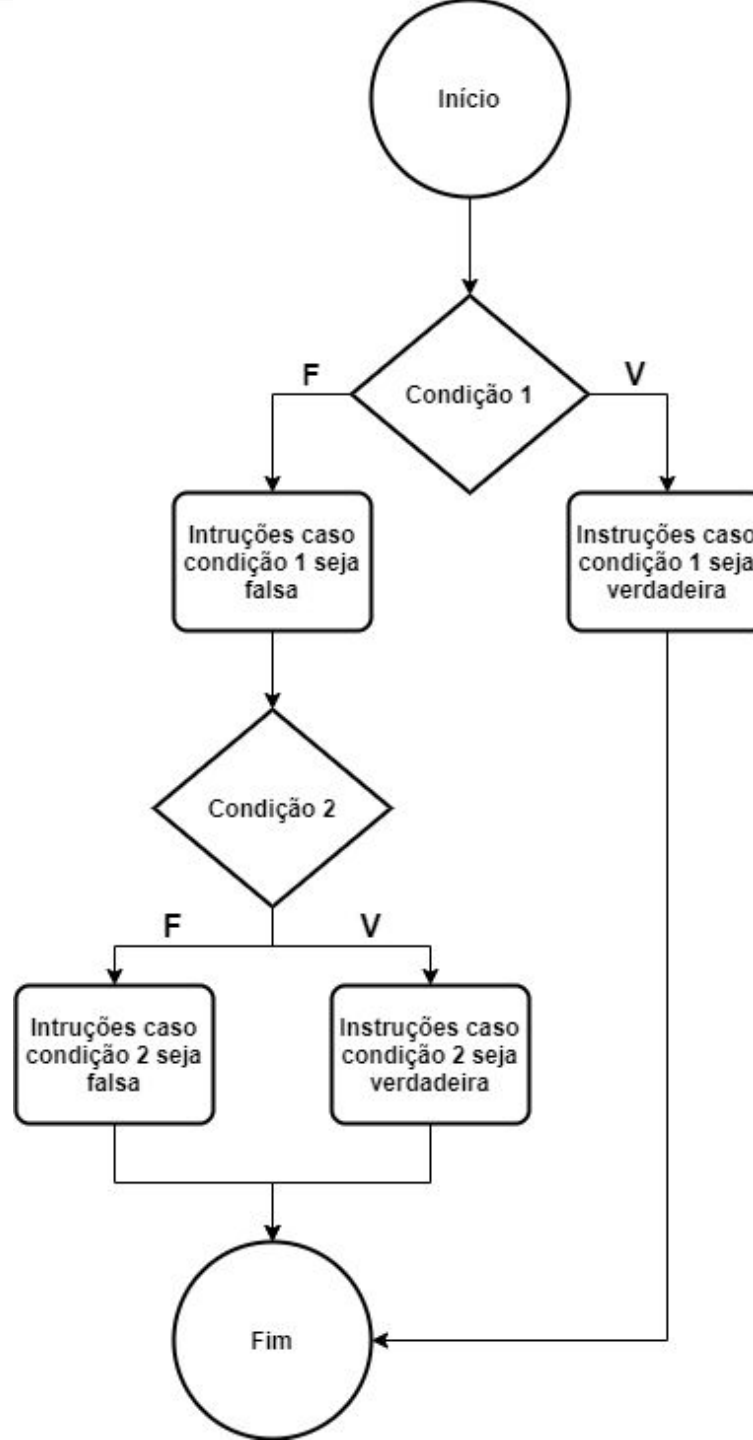 Início
F
V
Condição 1
Intruções caso
condição 1 seja
falsa
Instruções caso
condição 1 seja
verdadeira
Condição 2
F
V
Intruções caso
condição 2 seja
falsa
Instruções caso
condição 2 seja
verdadeira
Fim